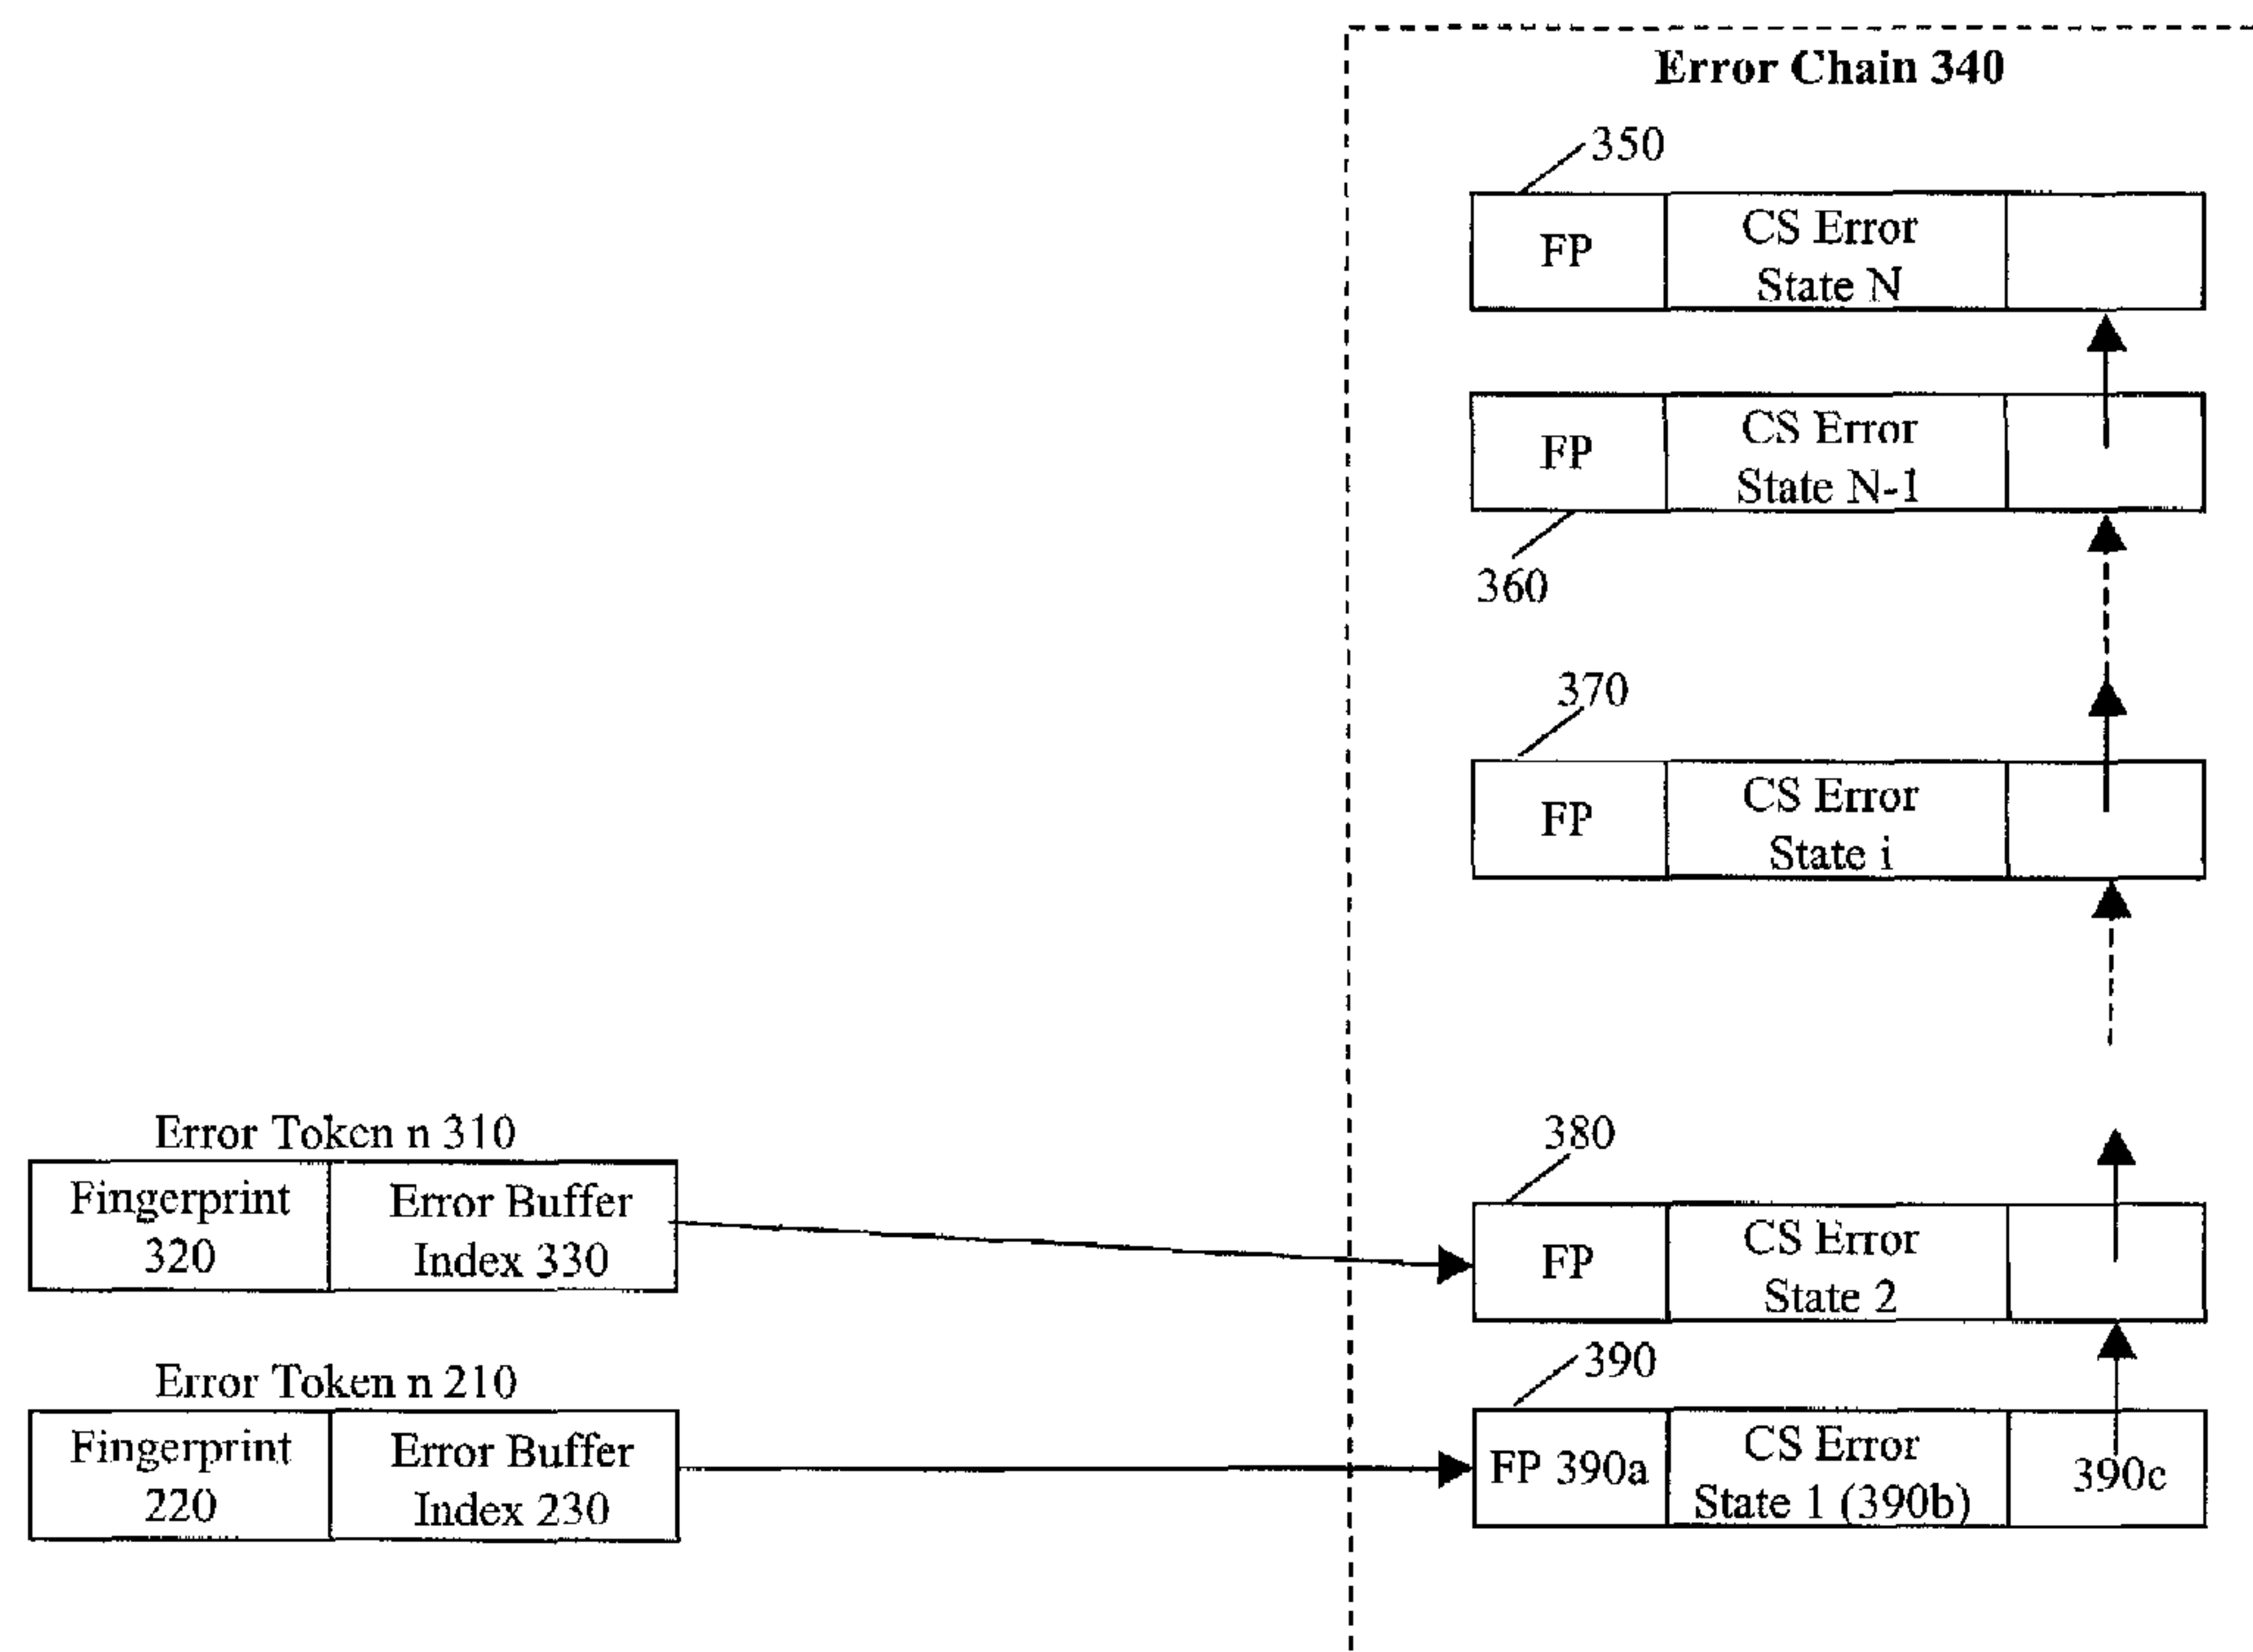 Error Chain 340
350
FP
CS Error
State N
FP
CS Error
State N-1
360
370
FP
CS Error
State i
Error Token n 310
Fingerprint
320
Error Buffer
Index 330
380
FP
CS Error
State 2
Error Token n 210
Fingerprint
220
Error Buffer
Index 230
390
FP 390a
CS Error
State 1 (390b)
390c